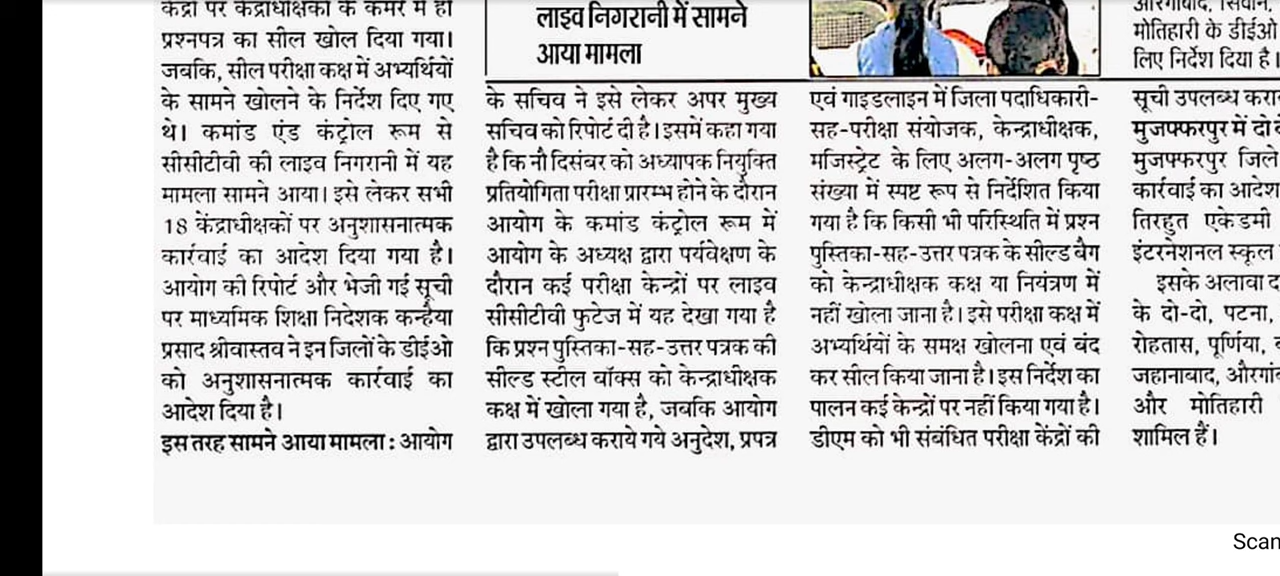 केंद्रों पर केंद्राधीक्षकों के कमरे में ही
प्रश्नपत्र का सील खोल दिया गया।
जबकि, सील परीक्षा कक्ष में अभ्यर्थियों
के सामने खोलने के निर्देश दिए गए
थे। कमांड एंड कंट्रोल रूम से
सीसीटीवी की लाइव निगरानी में यह
मामला सामने आया। इसे लेकर सभी
18 केंद्राधीक्षकों पर अनुशासनात्मक
कार्रवाई का आदेश दिया गया है।
आयोग की रिपोर्ट और भेजी गई सूची
पर माध्यमिक शिक्षा निदेशक कन्हैया
प्रसाद श्रीवास्तव ने इन जिलों के डीईओ
को अनुशासनात्मक कार्रवाई का
आदेश दिया है।
इस तरह सामने आया मामला : आयोग
लाइव निगरानी में सामने
आया मामला
के सचिव ने इसे लेकर अपर मुख्य
सचिव को रिपोर्ट दी है। इसमें कहा गया
है कि नौ दिसंबर को अध्यापक नियुक्ति
प्रतियोगिता परीक्षा प्रारम्भ होने के दौरान
आयोग के कमांड कंट्रोल रूम में
आयोग के अध्यक्ष द्वारा पर्यवेक्षण के
दौरान कई परीक्षा केन्द्रों पर लाइव
सीसीटीवी फुटेज में यह देखा गया है
कि प्रश्न पुस्तिका-सह-उत्तर पत्रक की
सील्ड स्टील बॉक्स को केन्द्राधीक्षक
कक्ष में खोला गया है, जबकि आयोग
द्वारा उपलब्ध कराये गये अनुदेश, प्रपत्र
एवं गाइडलाइन में जिला पदाधिकारी-
सह-परीक्षा संयोजक, केन्द्राधीक्षक,
मजिस्ट्रेट के लिए अलग-अलग पृष्ठ
संख्या में स्पष्ट रूप से निर्देशित किया
गया है कि किसी भी परिस्थिति में प्रश्न
पुस्तिका-सह-उत्तर पत्रक के सील्ड बैग
को केन्द्राधीक्षक कक्ष या नियंत्रण में
नहीं खोला जाना है। इसे परीक्षा कक्ष में
अभ्यर्थियों के समक्ष खोलना एवं बंद
कर सील किया जाना है। इस निर्देश का
पालन कई केन्द्रों पर नहीं किया गया है।
डीएम को भी संबंधित परीक्षा केंद्रों की
औरंगाबाद, सिवान,
मोतिहारी के डीईओ
लिए निर्देश दिया है।
सूची उपलब्ध करा
मुजफ्फरपुर में दो
मुजफ्फरपुर जिले
कार्रवाई का आदेश
तिरहुत एकेडमी
इंटरनेशनल स्कूल
इसके अलावा
के दो-दो, पटना,
रोहतास, पूर्णिया,
जहानाबाद,
और मोतिहारी
शामिल हैं।
Scan